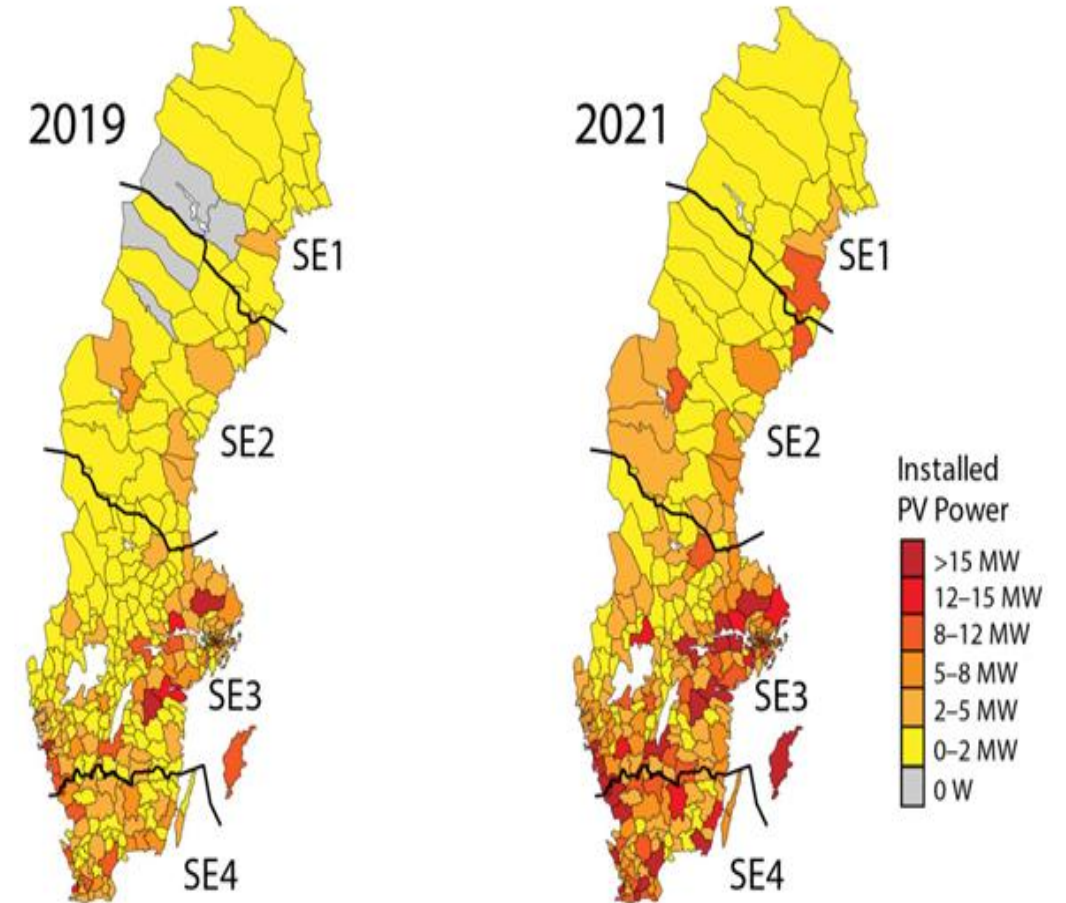 2019
2021
SE1
SE1
SE2
SE2
Installed
PV Power
>15 MW
12–15 MW
8–12 MW
5–8 MW
2–5 MW
0–2 MW
0 W
SE3
SE3
SE4
SE4